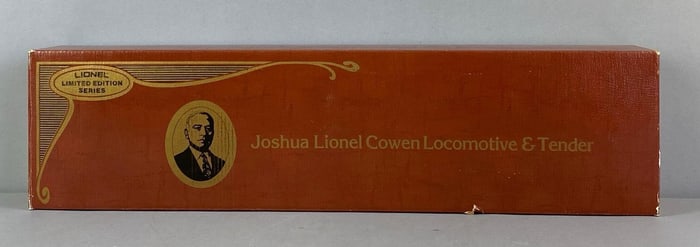 LIONEL
LIMITED EDITION
SERIES
Joshua Lionel Cowen Locomotive & Tender